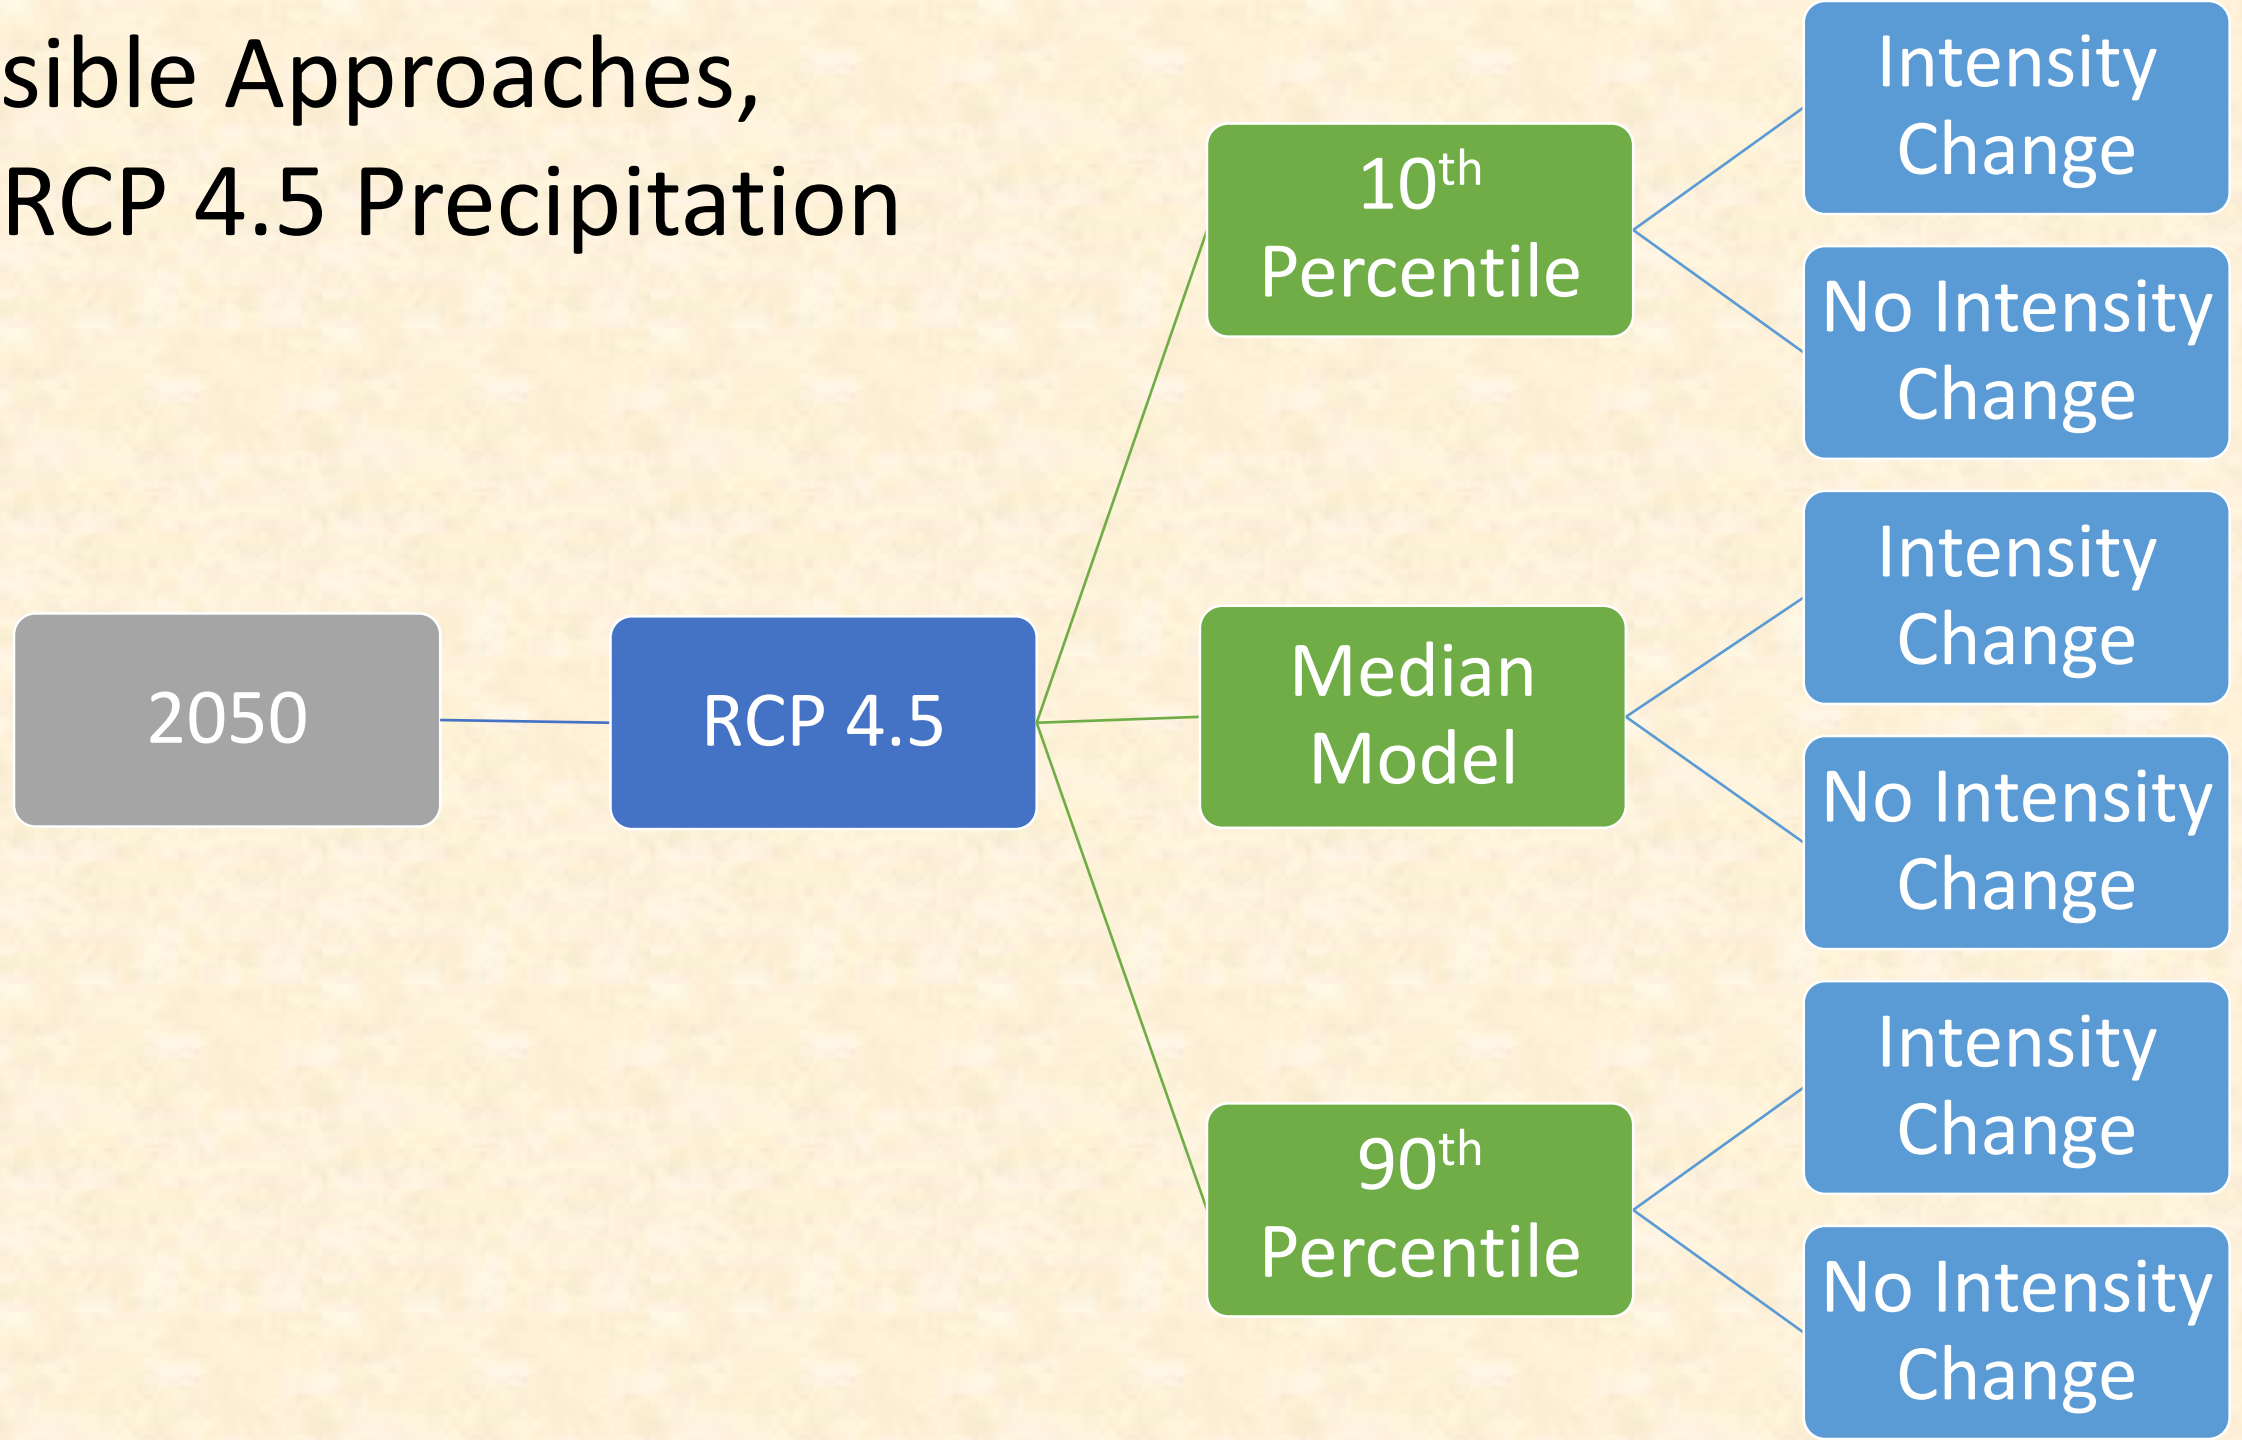 sible Approaches,
RCP 4.5 Precipitation
2050
RCP 4.5
10th
Percentile
Intensity
Change
No Intensity
Change
Median
Model
Intensity
Change
No Intensity
Change
90th
Percentile
Intensity
Change
No Intensity
Change